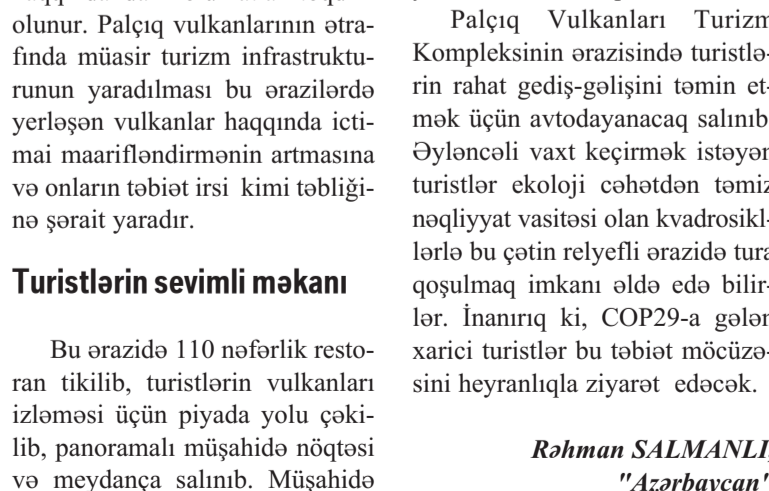 olunur. Palçıq vulkanlarının ətra-
fında müasir turizm infrastruktu-
runun yaradılması bu ərazilərdə
yerləşən vulkanlar haqqında icti-
mai maarifləndirmənin artmasına
və onların təbiət irsi kimi təbliği-
nə şərait yaradır.
Turistlərin sevimli məkanı
Bu ərazidə 110 nəfərlik resto-
ran tikilib, turistlərin vulkanları
izləməsi üçün piyada yolu çəki-
lib, panoramalı müşahidə nöqtəsi
və meydança salınıb. Müşahidə
Palçıq Vulkanları Turizm
Kompleksinin ərazisində turistlə-
rin rahat gediş-gəlişini təmin et-
mək üçün avtodayanacaq salınıb.
Əyləncəli vaxt keçirmək istəyən
turistlər ekoloji cəhətdən təmiz
nəqliyyat vasitəsi olan kvadrosikl-
lərlə bu çətin relyefli ərazidə tura
qoşulmaq imkanı əldə edə bilir-
lər. İnanırıq ki, COP29-a gələn
xarici turistlər bu təbiət möcüzə-
sini heyranlıqla ziyarət edəcək.
Rəhman SALMANLI,
"Azərbaycan"